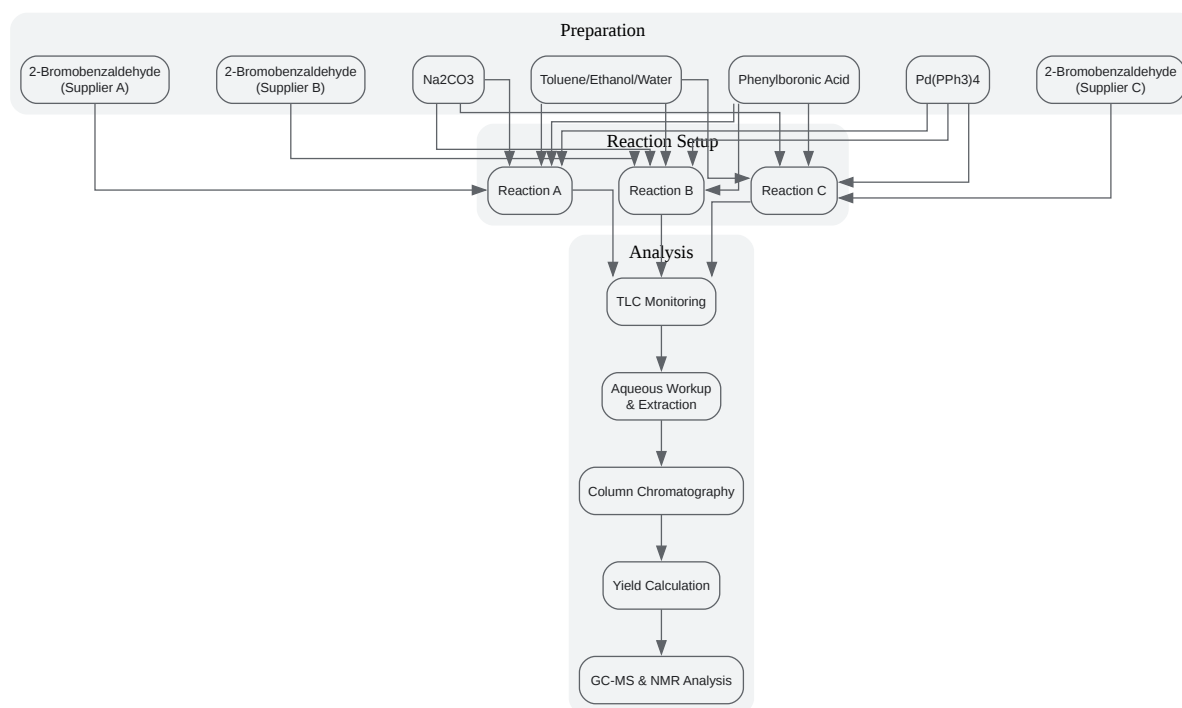 Preparation
2-Bromobenzaldehyde
(Supplier A)
2-Bromobenzaldehyde
(Supplier B)
Na2CO3
Toluene/Ethanol/Water
Phenylboronic Acid
Pd(PPh3)4
2-Bromobenzaldehyde
(Supplier C)
Reaction Setup
Reaction A
Reaction B
Reaction C
Analysis
TLC Monitoring
Aqueous Workup
& Extraction
Column Chromatography
Yield Calculation
GC-MS & NMR Analysis